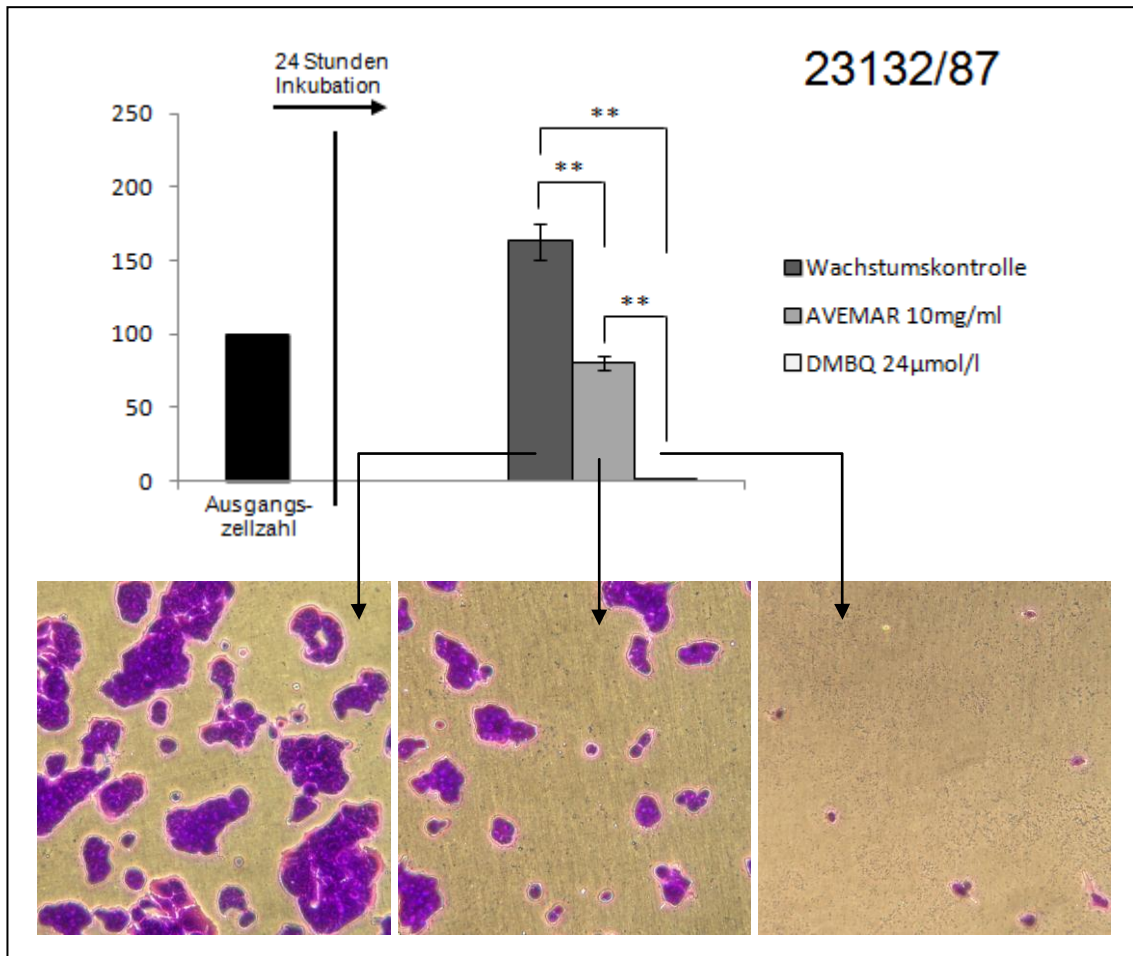 24 Stunden
Inkubation
23132/87
250
200
150
100
50
0
**
**
**
Ausgangs-
zellzahl
Wachstumskontrolle
AVEMAR 10mg/ml
DMBQ 24µmol/l